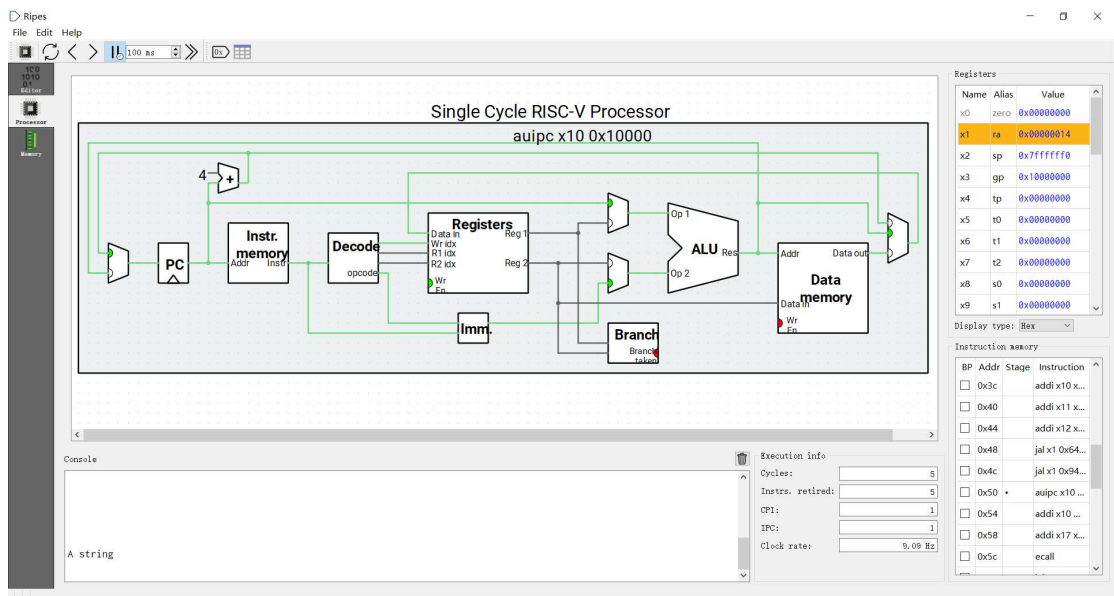 Ripes
File Edit Help
100 ms
0x
Editor
Processor
Memory
Single Cycle RISC-V Processor
auipc x10 0x10000
4
+
PC
Instr. memory
Addr Instr
Decode
opcode
Registers
Data in
Wr idx
R1 idx
R2 idx
Wr En
Reg 1
Reg 2
Imm.
Op 1
Op 2
ALU
Res
Branch
Branch taken
Addr
Data out
Data memory
Data in
Wr En
Registers
Name Alias Value
x0 zero 0x00000000
x1 ra 0x00000014
x2 sp 0x7ffffff0
x3 gp 0x10000000
x4 tp 0x00000000
x5 t0 0x00000000
x6 t1 0x00000000
x7 t2 0x00000000
x8 s0 0x00000000
x9 s1 0x00000000
Display type: Hex
Instruction memory
BP Addr Stage Instruction
0x3c addi x10 x...
0x40 addi x11 x...
0x44 addi x12 x...
0x48 jal x1 0x64...
0x4c jal x1 0x94...
0x50 • auipc x10 ...
0x54 addi x10 ...
0x58 addi x17 x...
0x5c ecall
Console
A string
Execution info
Cycles: 5
Instrs. retired: 5
CPI: 1
IPC: 1
Clock rate: 9.09 Hz